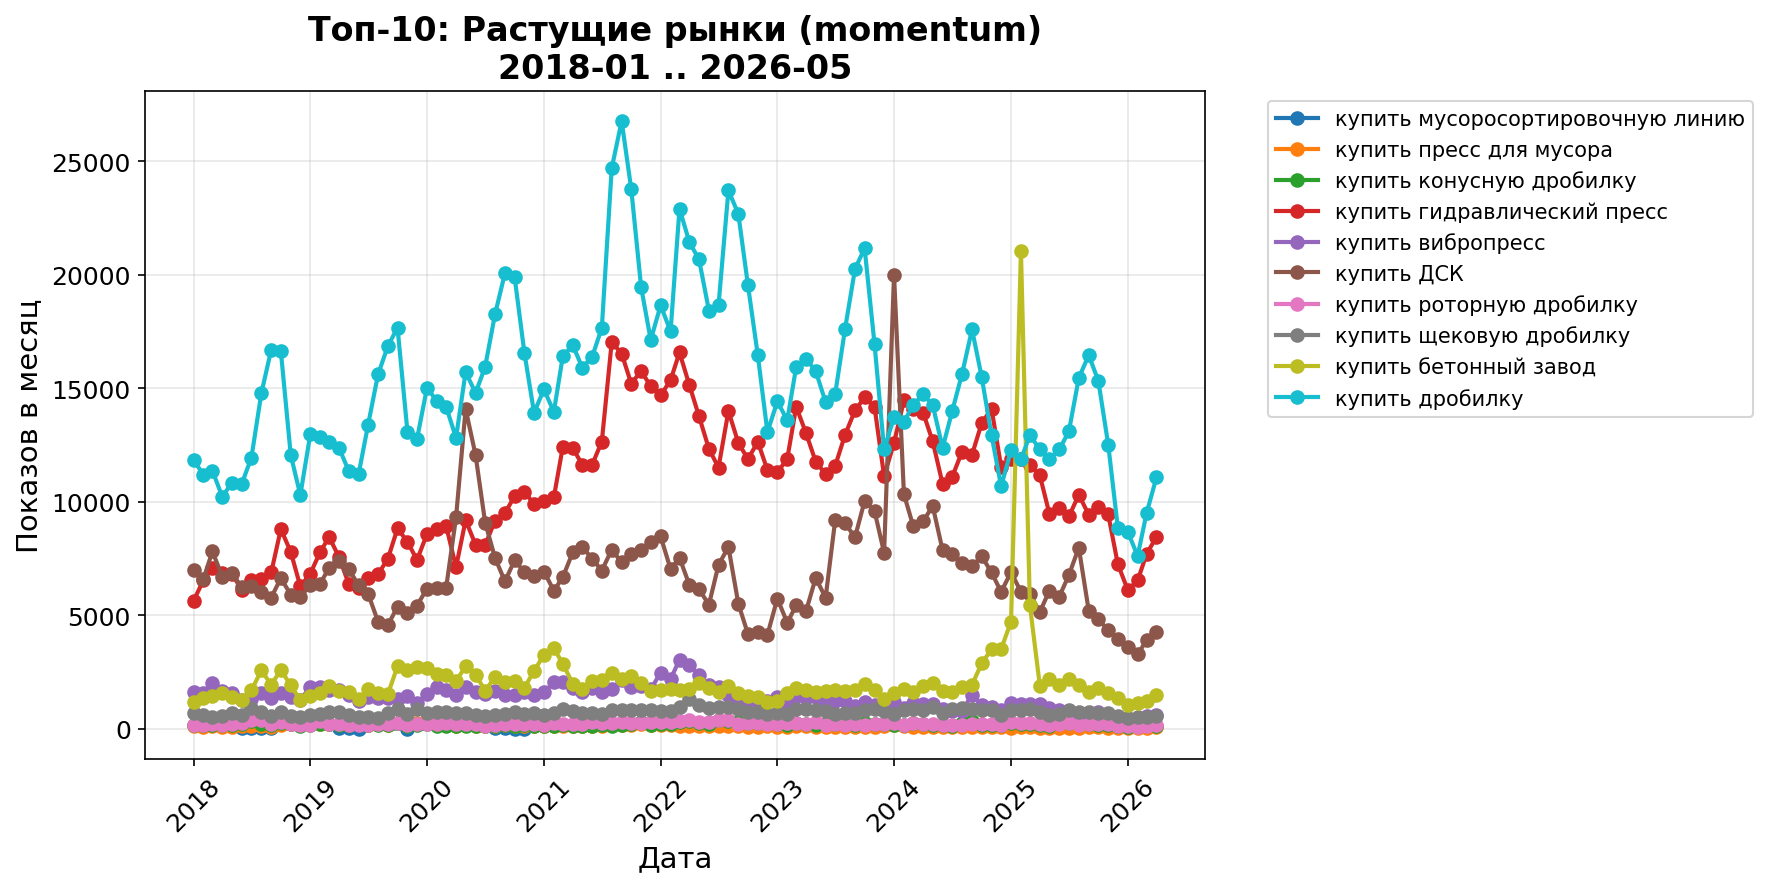 Топ-10: Растущие рынки (momentum)
2018-01 .. 2026-05
Показов в месяц
25000
20000
15000
10000
5000
0
2018
2019
2020
2021
2022
2023
2024
2025
2026
Дата
купить мусоросортировочную линию
купить пресс для мусора
купить конусную дробилку
купить гидравлический пресс
купить вибропресс
купить ДСК
купить роторную дробилку
купить щековую дробилку
купить бетонный завод
купить дробилку